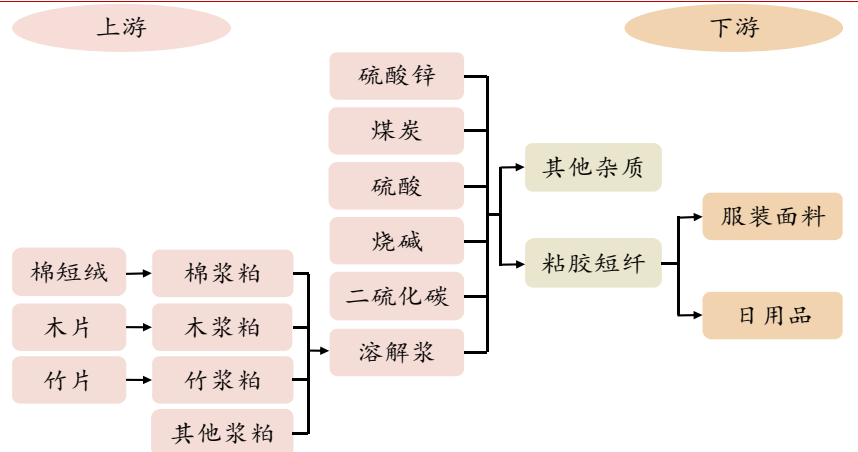 上游
下游
硫酸锌
煤炭
硫酸
烧碱
二硫化碳
溶解浆
棉短绒
棉浆粕
木片
木浆粕
竹片
竹浆粕
其他浆粕
其他杂质
粘胶短纤
服装面料
日用品